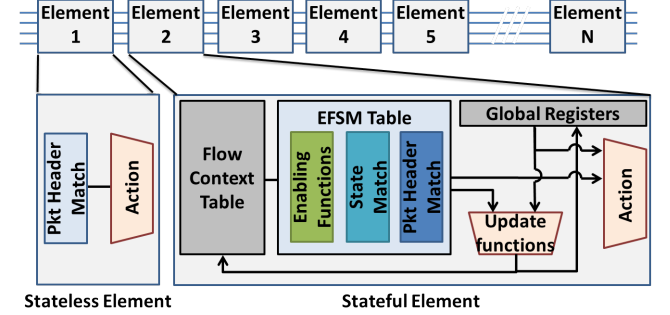 Element
1
Element
2
Element
3
Element
4
Element
5
Element
N
Pkt Header
Match
Action
Stateless Element
Flow
Context
Table
EFSM Table
Enabling
Functions
State
Match
Pkt Header
Match
Global Registers
Update
functions
Action
Stateful Element